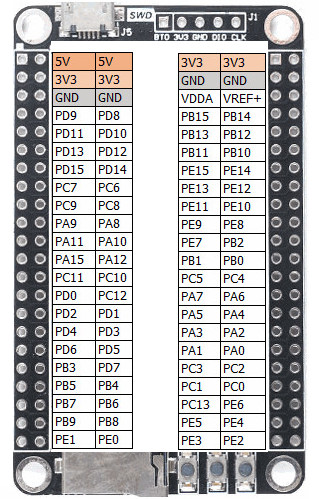 SWD
J1
J5
BT0 3V3 GND DIO CLK
5V 5V 3V3 3V3
3V3 3V3 GND GND
GND GND VDDA VREF+
PD9 PD8 PB15 PB14
PD11 PD10 PB13 PB12
PD13 PD12 PB11 PB10
PD15 PD14 PE15 PE14
PC7 PC6 PE13 PE12
PC9 PC8 PE11 PE10
PA9 PA8 PE9 PE8
PA11 PA10 PE7 PB2
PA15 PA12 PB1 PB0
PC11 PC10 PC5 PC4
PD0 PC12 PA7 PA6
PD2 PD1 PA5 PA4
PD4 PD3 PA3 PA2
PD6 PD5 PA1 PA0
PB3 PD7 PC3 PC2
PB5 PB4 PC1 PC0
PB7 PB6 PC13 PE6
PB9 PB8 PE5 PE4
PE1 PE0 PE3 PE2